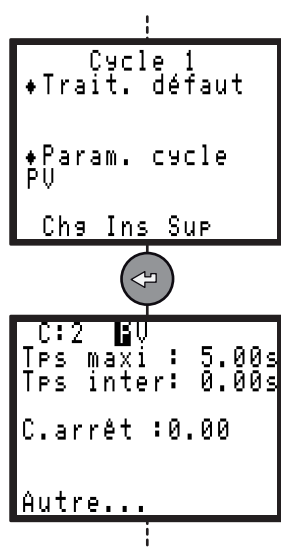 Cycle 1
♦Trait. défaut
♦Param. cycle
PV
Chg Ins Sup
C:2 PV
Tps maxi : 5.00s
Tps inter: 0.00s
C.arrêt :0.00
Autre...